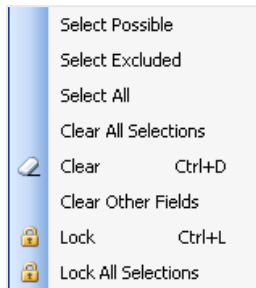 Select Possible
Select Excluded
Select All
Clear All Selections
Clear Ctrl+D
Clear Other Fields
Lock Ctrl+L
Lock All Selections